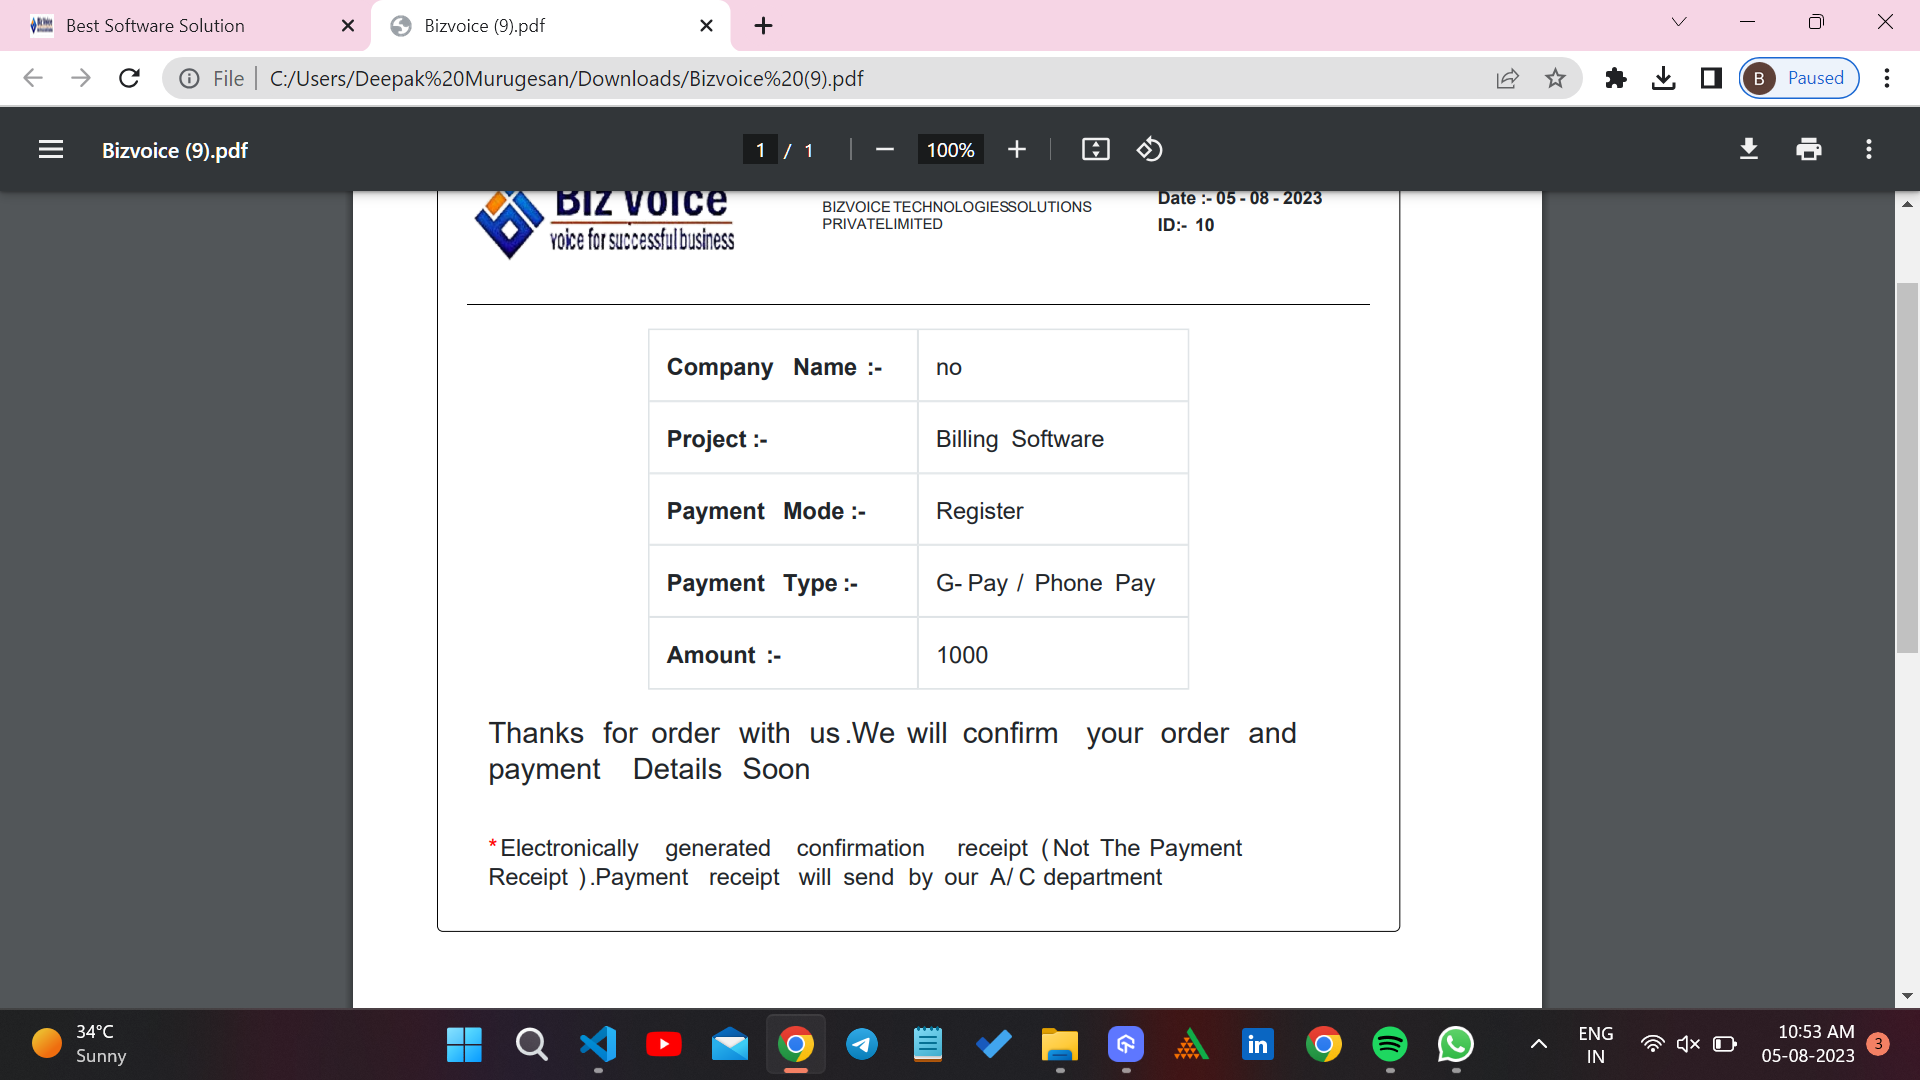 Best Software Solution
Bizvoice (9).pdf
File
C:/Users/Deepak%20Murugesan/Downloads/Bizvoice%20(9).pdf
B Paused
Bizvoice (9).pdf
1 / 1
100%
Biz Voice
voice for successful business
BIZVOICE TECHNOLOGIESSOLUTIONS
PRIVATELIMITED
Date :- 05 - 08 - 2023
ID:- 10
Company Name :- no
Project :- Billing Software
Payment Mode :- Register
Payment Type :- G- Pay / Phone Pay
Amount :- 1000
Thanks for order with us .We will confirm your order and
payment Details Soon
*Electronically generated confirmation receipt ( Not The Payment
Receipt ) .Payment receipt will send by our A/ C department
34°C
Sunny
in
ENG
IN
10:53 AM
05-08-2023
3